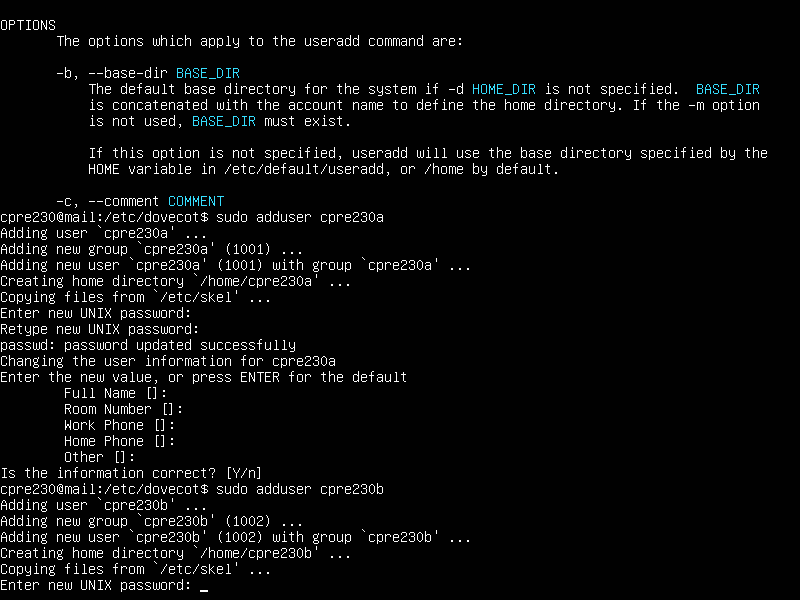 OPTIONS
The options which apply to the useradd command are:
-b, --base-dir BASE_DIR
The default base directory for the system if -d HOME_DIR is not specified.  BASE_DIR
is concatenated with the account name to define the home directory. If the -m option
is not used, BASE_DIR must exist.
If this option is not specified, useradd will use the base directory specified by the
HOME variable in /etc/default/useradd, or /home by default.
-c, --comment COMMENT
cpre230@mail:/etc/dovecot$ sudo adduser cpre230a
Adding user `cpre230a' ...
Adding new group `cpre230a' (1001) ...
Adding new user `cpre230a' (1001) with group `cpre230a' ...
Creating home directory `/home/cpre230a' ...
Copying files from `/etc/skel' ...
Enter new UNIX password:
Retype new UNIX password:
passwd: password updated successfully
Changing the user information for cpre230a
Enter the new value, or press ENTER for the default
Full Name []:
Room Number []:
Work Phone []:
Home Phone []:
Other []:
Is the information correct? [Y/n]
cpre230@mail:/etc/dovecot$ sudo adduser cpre230b
Adding user `cpre230b' ...
Adding new group `cpre230b' (1002) ...
Adding new user `cpre230b' (1002) with group `cpre230b' ...
Creating home directory `/home/cpre230b' ...
Copying files from `/etc/skel' ...
Enter new UNIX password: _